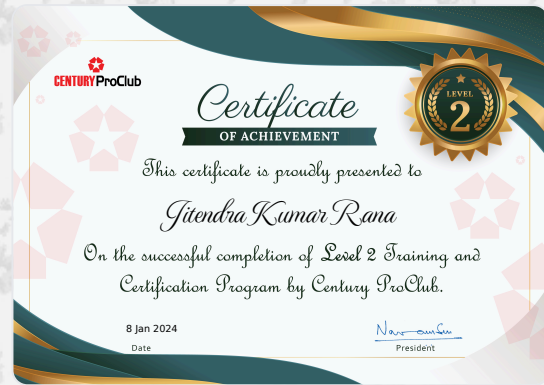 CENTURY ProClub
Certificate
OF ACHIEVEMENT
LEVEL
2
This certificate is proudly presented to
Jitendra Kumar Rana
On the successful completion of Level 2 Training and
Certification Program by Century ProClub.
8 Jan 2024
Date
President